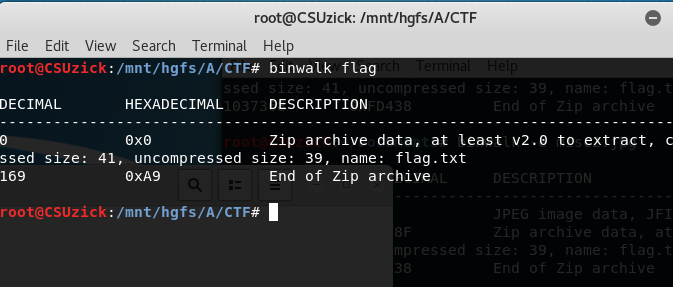 root@CSUzick: /mnt/hgfs/A/CTF
File Edit View Search Terminal Help
root@CSUzick:/mnt/hgfs/A/CTF# binwalk flag
DECIMAL HEXADECIMAL DESCRIPTION
--------------------------------------------------------------------------------
0 0x0 Zip archive data, at least v2.0 to extract, c
ssed size: 41, uncompressed size: 39, name: flag.txt
169 0xA9 End of Zip archive
root@CSUzick:/mnt/hgfs/A/CTF#
Help
ssed size: 41, uncompressed size: 39, name: flag.t
10373 FD438 End of Zip archive
DESCRIPTION
JPEG image data, JFI
8F Zip archive data, at
mpressed size: 39, name: flag.t
38 End of Zip archive